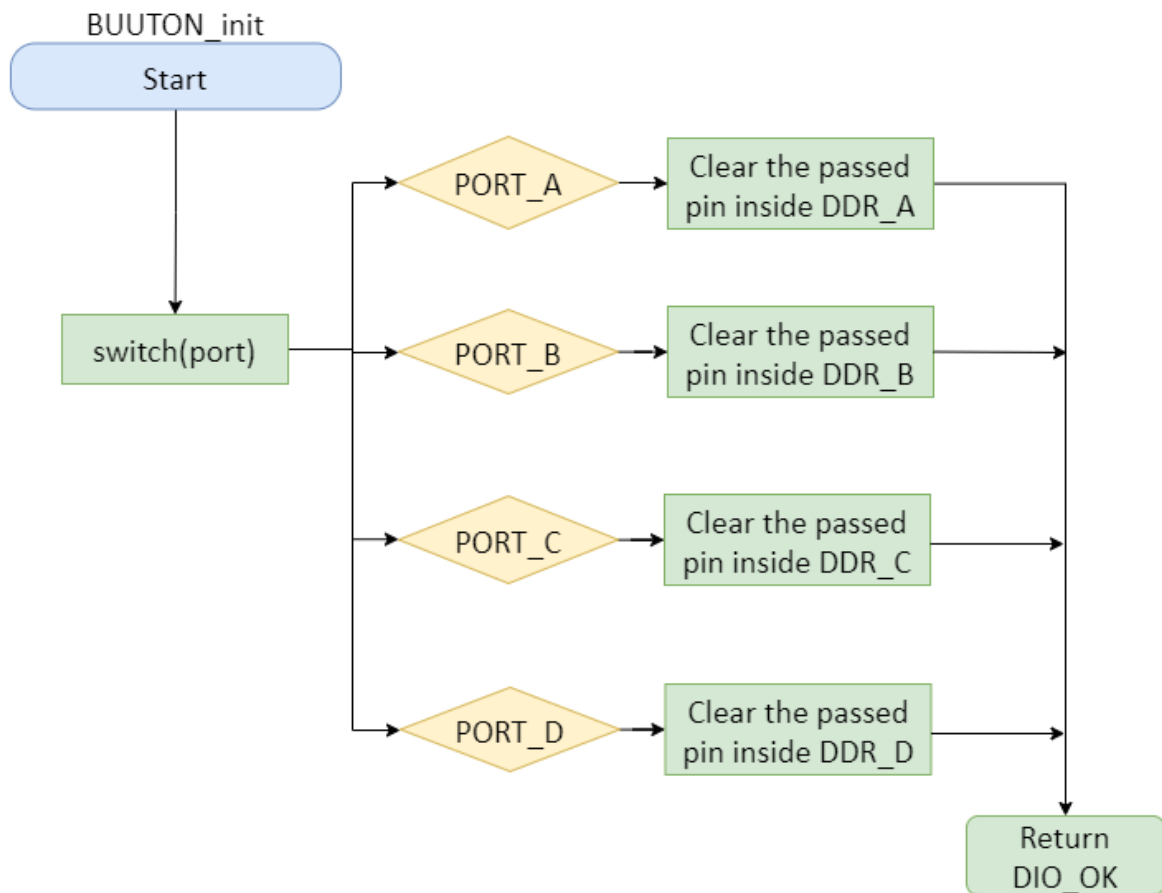 BUUTON_init
Start
switch(port)
PORT_A
Clear the passed
pin inside DDR_A
PORT_B
Clear the passed
pin inside DDR_B
PORT_C
Clear the passed
pin inside DDR_C
PORT_D
Clear the passed
pin inside DDR_D
Return
DIO_OK